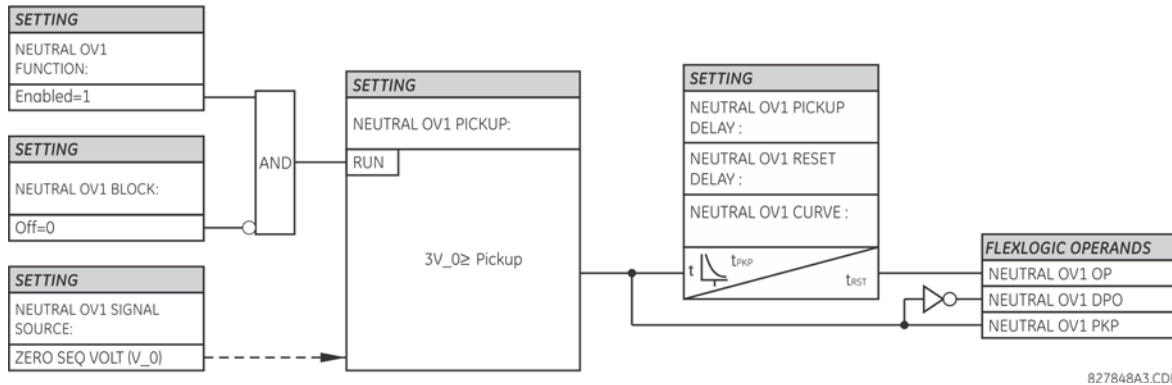 SETTING
NEUTRAL OV1
FUNCTION:
Enabled=1
SETTING
NEUTRAL OV1 BLOCK:
Off=0
SETTING
NEUTRAL OV1 SIGNAL
SOURCE:
ZERO SEQ VOLT (V_0)
AND
SETTING
NEUTRAL OV1 PICKUP:
RUN
3V_0≥ Pickup
SETTING
NEUTRAL OV1 PICKUP
DELAY :
NEUTRAL OV1 RESET
DELAY :
NEUTRAL OV1 CURVE :
t
tPKP
tRST
FLEXLOGIC OPERANDS
NEUTRAL OV1 OP
NEUTRAL OV1 DPO
NEUTRAL OV1 PKP